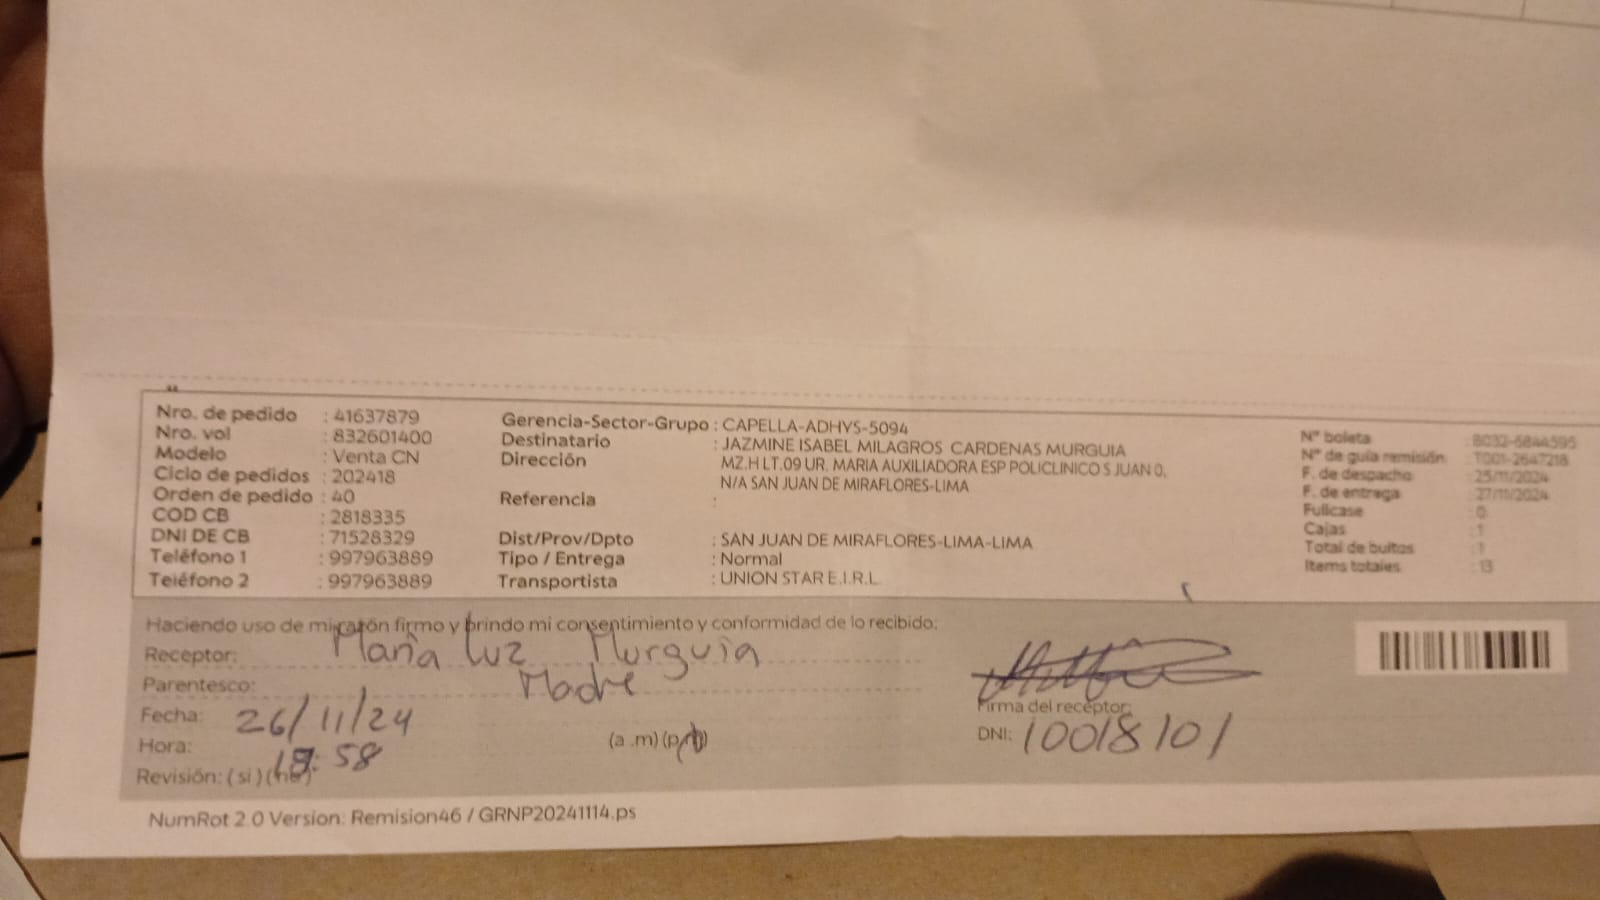 Nro. de pedido : 41637879
Nro. vol : 832601400
Modelo : Venta CN
Ciclo de pedidos : 202418
Orden de pedido : 40
COD CB : 2818335
DNI DE CB : 71528329
Teléfono 1 : 997963889
Teléfono 2 : 997963889
Gerencia-Sector-Grupo : CAPELLA-ADHYS-5094
Destinatario : JAZMINE ISABEL MILAGROS CARDENAS MURGUIA
Dirección MZ.H LT.09 UR. MARIA AUXILIADORA ESP POLICLINICO S JUAN 0,
N/A SAN JUAN DE MIRAFLORES-LIMA
Referencia :
Dist/Prov/Dpto : SAN JUAN DE MIRAFLORES-LIMA-LIMA
Tipo / Entrega : Normal
Transportista : UNION STAR E.I.R.L
N° boleta
N° de guía remisión : T001-2647218
F. de despacho : 25/11/2024
F. de entrega : 27/11/2024
Fullcase : 0
Cajas : 1
Total de bultos : 1
Items totales : 13
Haciendo uso de mi razón firmo y brindo mi consentimiento y conformidad de lo recibido:
Receptor: Maria Luz Murguia
Parentesco: Madre
Fecha: 26/11/24
Hora: 58 (a .m) (p
Revisión: ( si ) (no)
Firma del receptor:
DNI: 10018101
NumRot 2.0 Version: Remision46 / GRNP20241114.ps